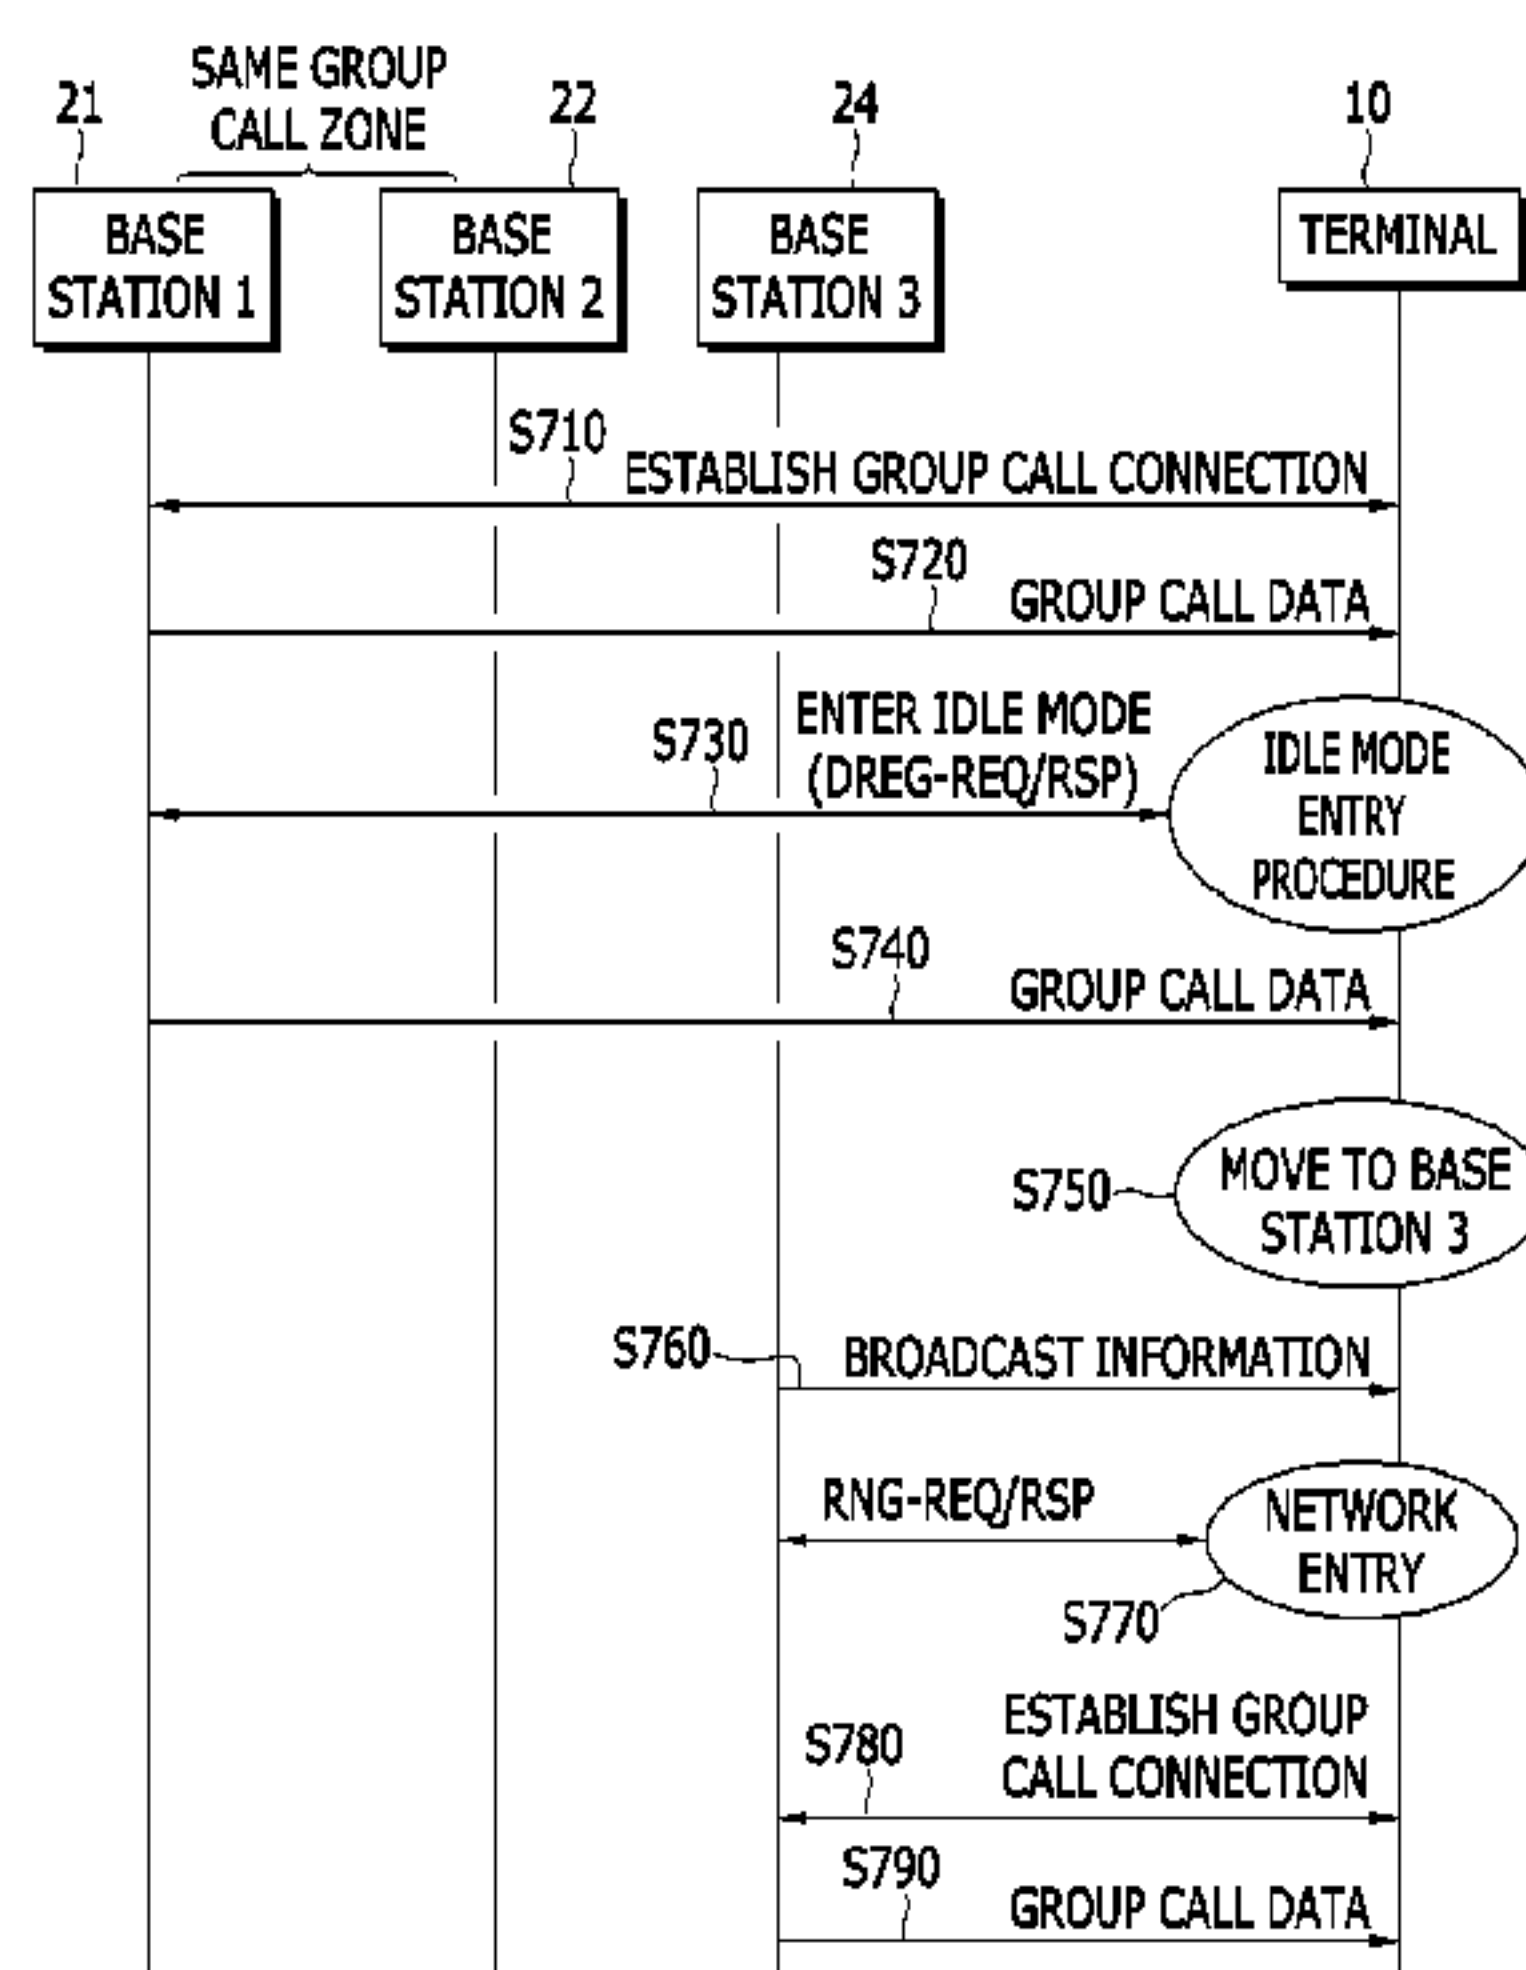 SAME GROUP
CALL ZONE
21
22
24
10
BASE
STATION 1
BASE
STATION 2
BASE
STATION 3
TERMINAL
S710
ESTABLISH GROUP CALL CONNECTION
S720
GROUP CALL DATA
S730
ENTER IDLE MODE
(DREG-REQ/RSP)
IDLE MODE
ENTRY
PROCEDURE
S740
GROUP CALL DATA
S750
MOVE TO BASE
STATION 3
S760
BROADCAST INFORMATION
RNG-REQ/RSP
NETWORK
ENTRY
S770
ESTABLISH GROUP
CALL CONNECTION
S780
S790
GROUP CALL DATA